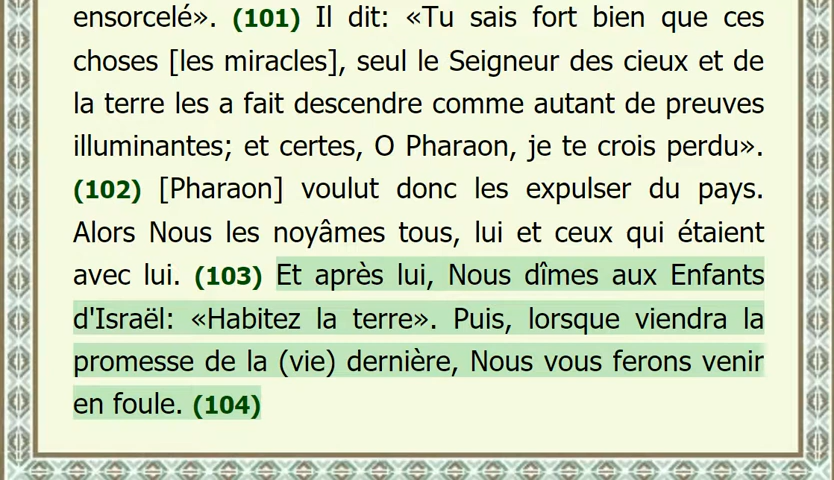 ensorcelé». (101) Il dit: «Tu sais fort bien que ces
choses [les miracles], seul le Seigneur des cieux et de
la terre les a fait descendre comme autant de preuves
illuminantes; et certes, O Pharaon, je te crois perdu».
(102) [Pharaon] voulut donc les expulser du pays.
Alors Nous les noyâmes tous, lui et ceux qui étaient
avec lui. (103) Et après lui, Nous dîmes aux Enfants
d'Israël: «Habitez la terre». Puis, lorsque viendra la
promesse de la (vie) dernière, Nous vous ferons venir
en foule. (104)